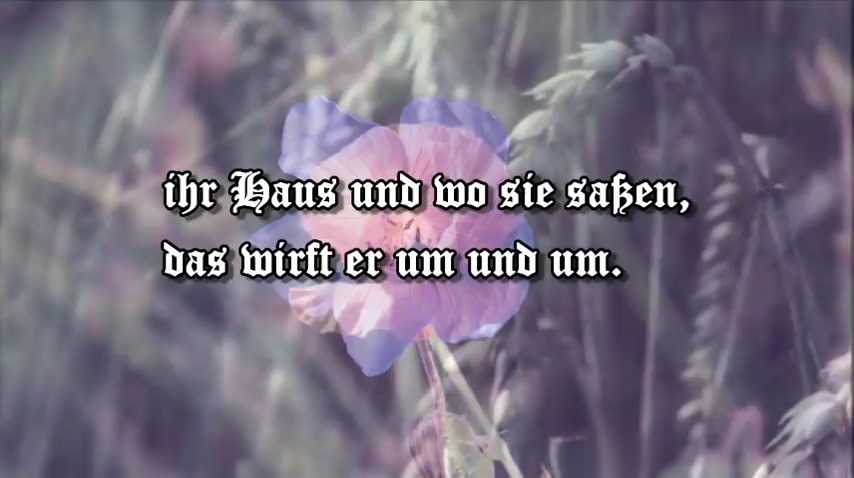 ihr Haus und wo sie saßen,
das wirft er um und um.